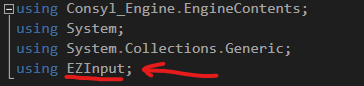 using Consyl_Engine.EngineContents;
using System;
using System.Collections.Generic;
using EZInput;